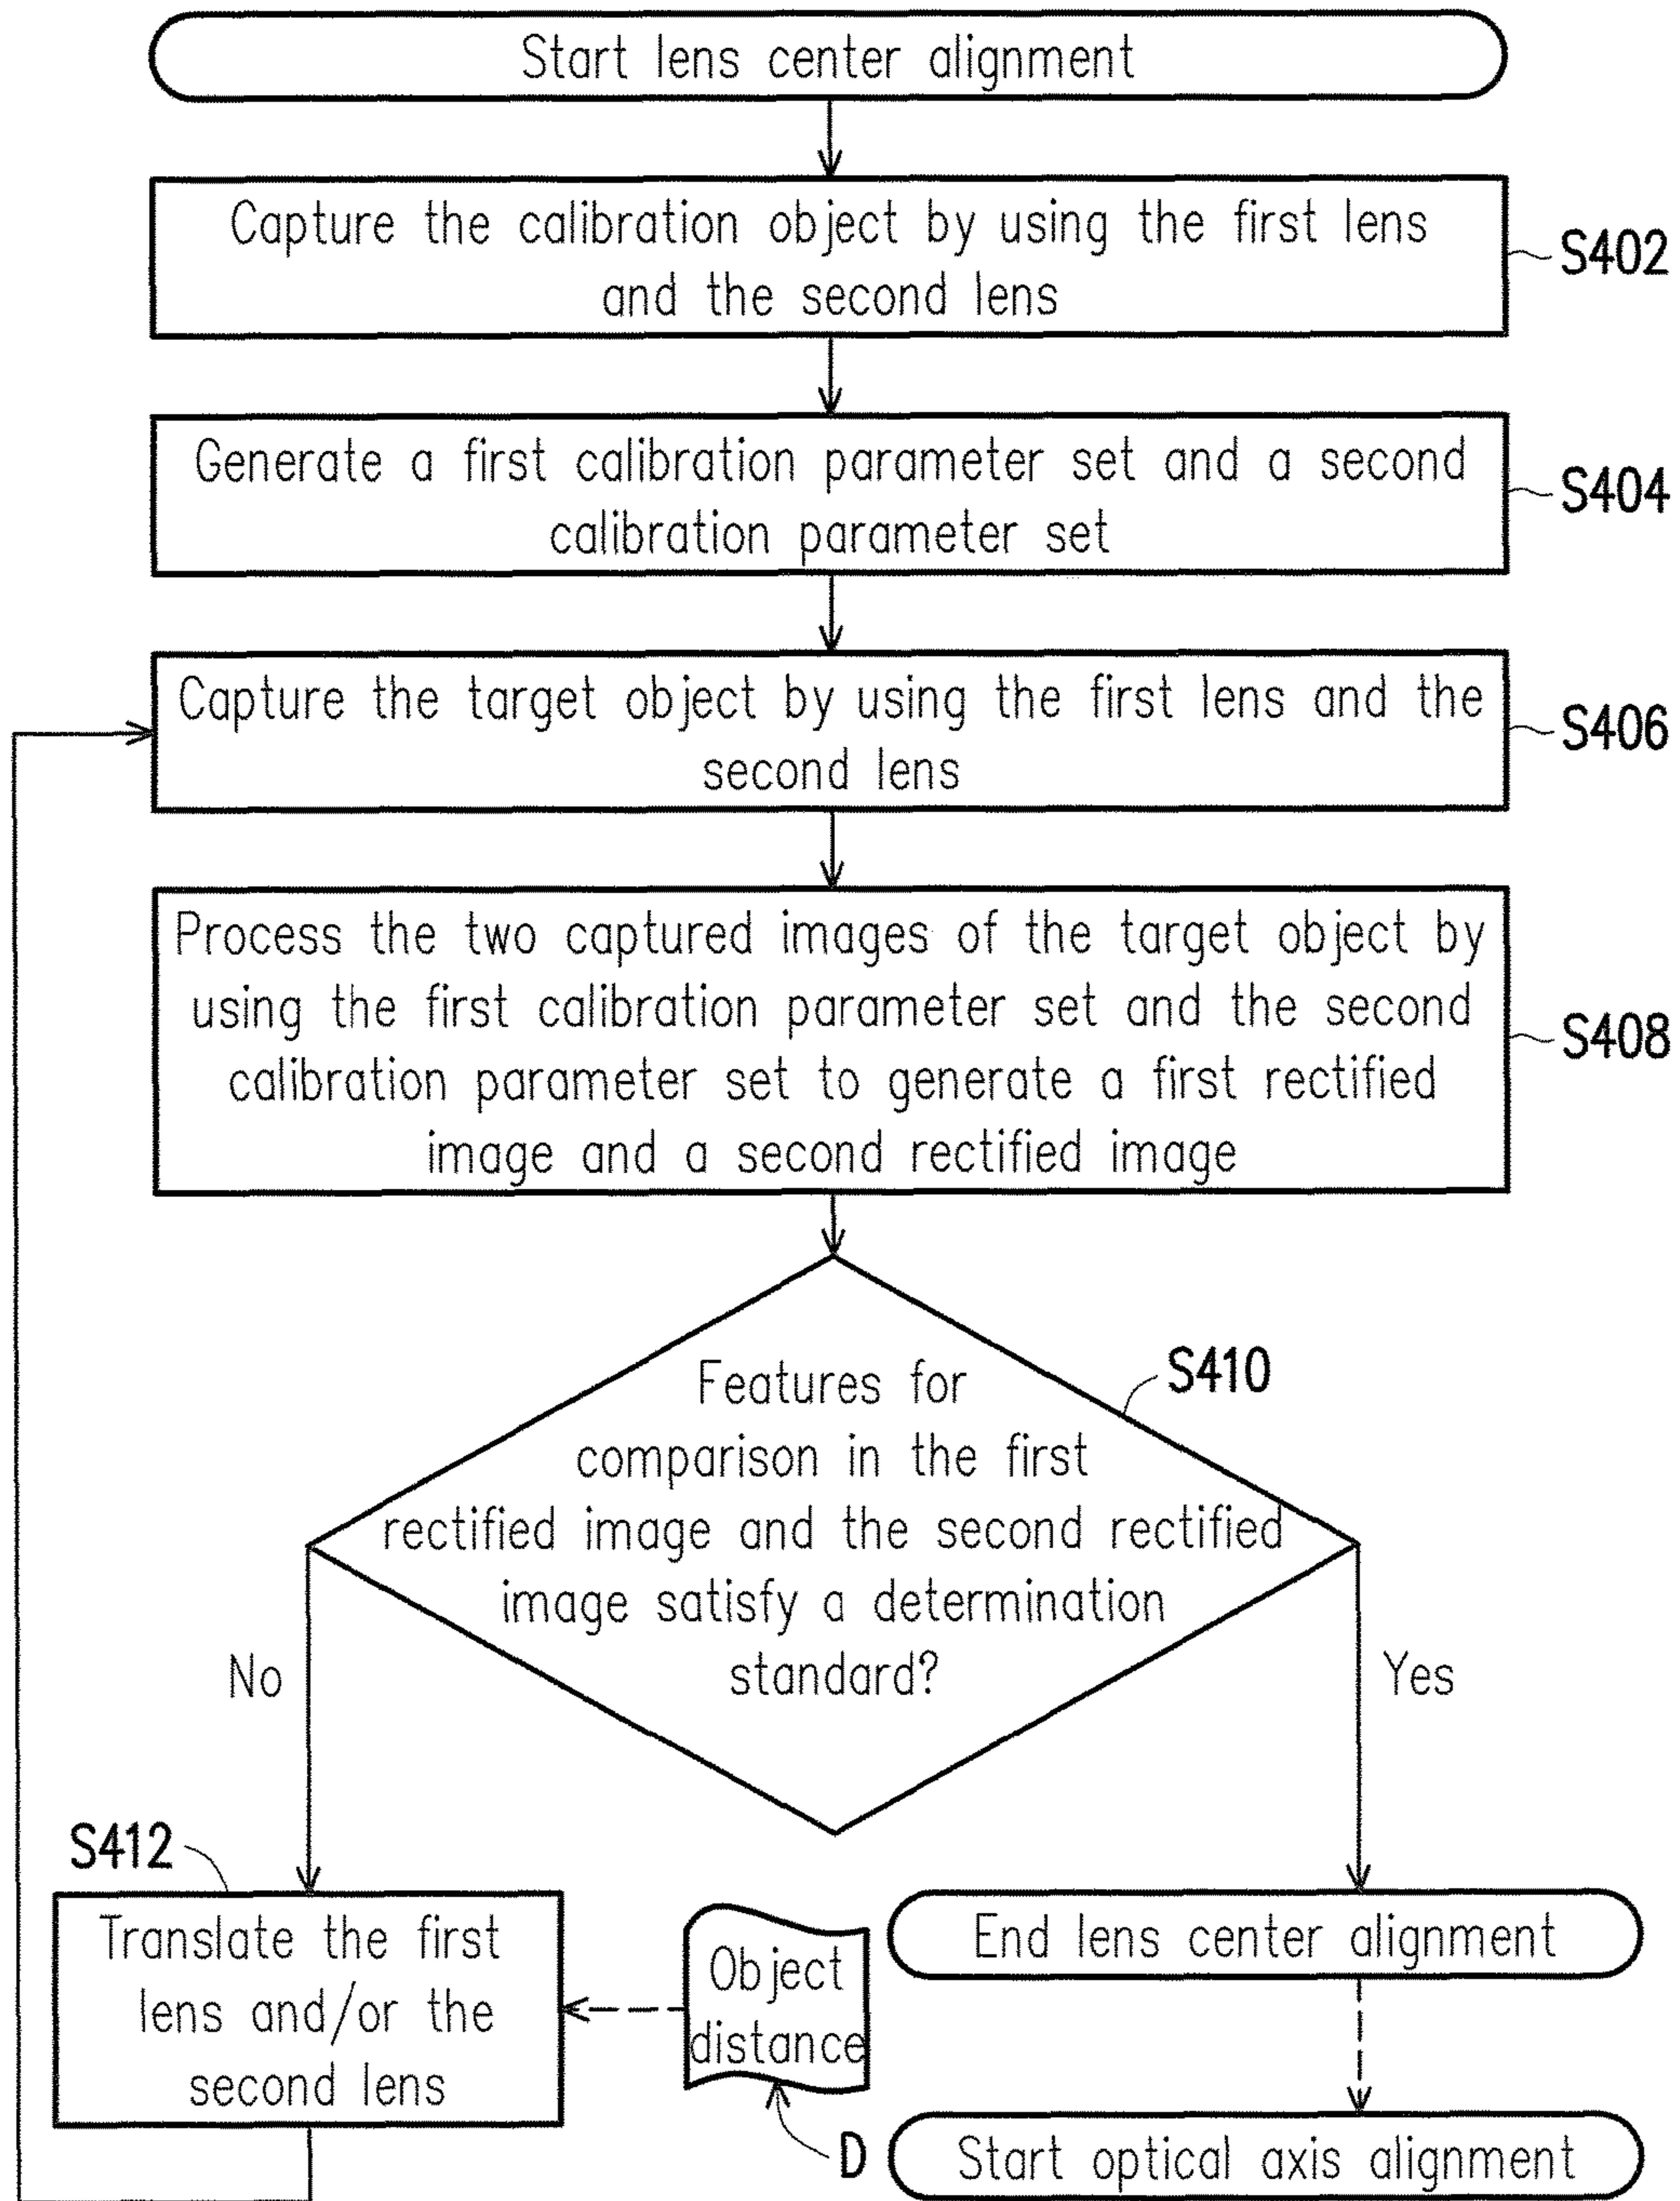 Start lens center alignment
Capture the calibration object by using the first lens
and the second lens
S402
Generate a first calibration parameter set and a second
calibration parameter set
S404
Capture the target object by using the first lens and the
second lens
S406
Process the two captured images of the target object by
using the first calibration parameter set and the second
calibration parameter set to generate a first rectified
image and a second rectified image
S408
Features for
comparison in the first
rectified image and the second rectified
image satisfy a determination
standard?
S410
No
Yes
S412
Translate the first
lens and/or the
second lens
Object
distance
D
End lens center alignment
Start optical axis alignment